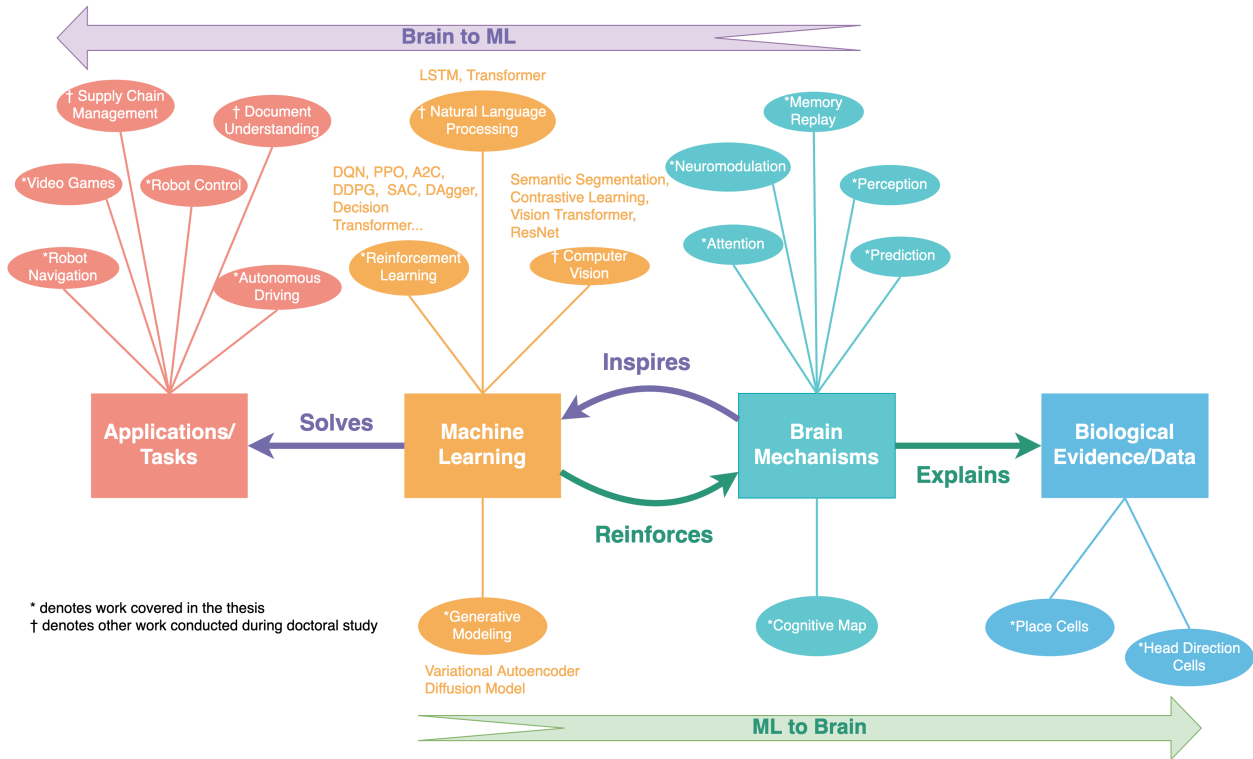 Brain to ML
† Supply Chain
Management
† Document
Understanding
*Video Games
*Robot Control
*Robot
Navigation
*Autonomous
Driving
LSTM, Transformer
† Natural Language
Processing
DQN, PPO, A2C,
DDPG, SAC, DAgger,
Decision
Transformer...
*Reinforcement
Learning
Semantic Segmentation,
Contrastive Learning,
Vision Transformer,
ResNet
† Computer
Vision
*Memory
Replay
*Neuromodulation
*Perception
*Attention
*Prediction
Applications/
Tasks
Solves
Machine
Learning
Inspires
Reinforces
Brain
Mechanisms
Explains
Biological
Evidence/Data
* denotes work covered in the thesis
† denotes other work conducted during doctoral study
*Generative
Modeling
Variational Autoencoder
Diffusion Model
*Cognitive Map
*Place Cells
*Head Direction
Cells
ML to Brain